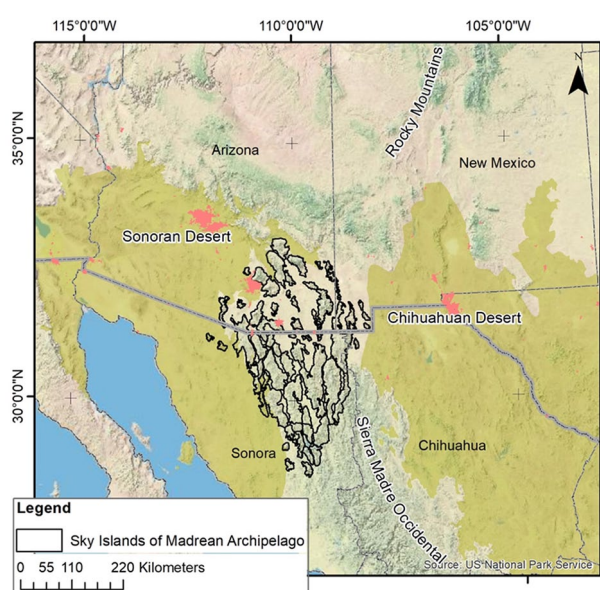 115°0'0"W 110°0'0"W 105°0'0"W
N
Rocky Mountains
35°0'0"N
Arizona
New Mexico
Sonoran Desert
Chihuahuan Desert
30°0'0"N
Sierra Madre Occidental
Sonora
Chihuahua
Legend
Sky Islands of Madrean Archipelago
0 55 110 220 Kilometers
Source: US National Park Service